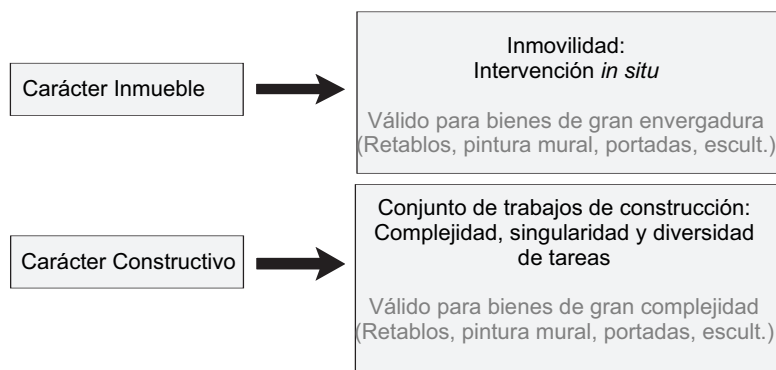 Carácter Inmueble
Inmovilidad:
Intervención in situ
Válido para bienes de gran envergadura
(Retablos, pintura mural, portadas, escult.)
Carácter Constructivo
Conjunto de trabajos de construcción:
Complejidad, singularidad y diversidad
de tareas
Válido para bienes de gran complejidad
(Retablos, pintura mural, portadas, escult.)